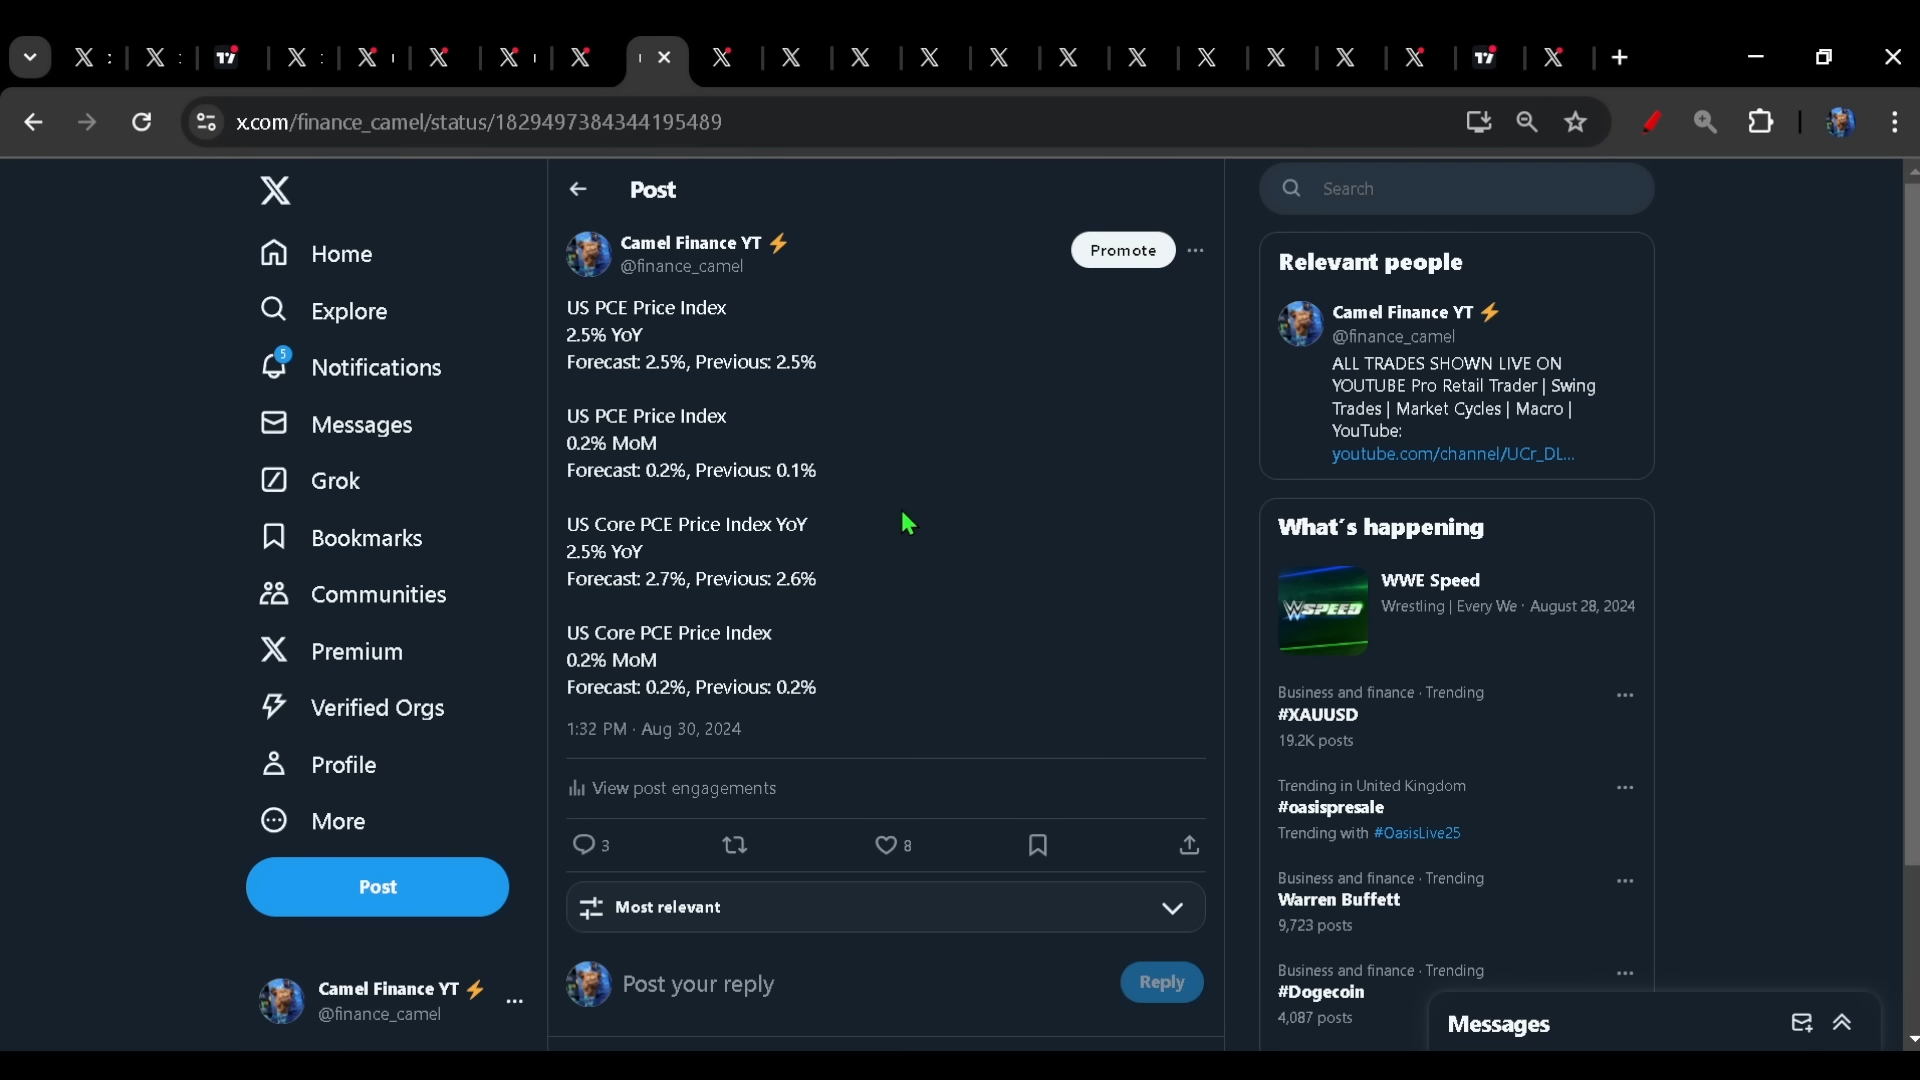 x.com/finance_camel/status/1829497384344195489
Post
Search
Home
Explore
5
Notifications
Messages
Grok
Bookmarks
Communities
Premium
Verified Orgs
Profile
More
Post
Camel Finance YT ⚡
@finance_camel
Camel Finance YT ⚡
@finance_camel
Promote
US PCE Price Index
2.5% YoY
Forecast: 2.5%, Previous: 2.5%
US PCE Price Index
0.2% MoM
Forecast: 0.2%, Previous: 0.1%
US Core PCE Price Index YoY
2.5% YoY
Forecast: 2.7%, Previous: 2.6%
US Core PCE Price Index
0.2% MoM
Forecast: 0.2%, Previous: 0.2%
1:32 PM · Aug 30, 2024
View post engagements
3
8
Most relevant
Post your reply
Reply
Relevant people
Camel Finance YT ⚡
@finance_camel
ALL TRADES SHOWN LIVE ON
YOUTUBE Pro Retail Trader | Swing
Trades | Market Cycles | Macro |
YouTube:
youtube.com/channel/UCr_DL...
What's happening
WSPEED
WWE Speed
Wrestling | Every We · August 28, 2024
Business and finance · Trending
#XAUUSD
19.2K posts
Trending in United Kingdom
#oasispresale
Trending with #OasisLive25
Business and finance · Trending
Warren Buffett
9,723 posts
Business and finance · Trending
#Dogecoin
4,087 posts
Messages